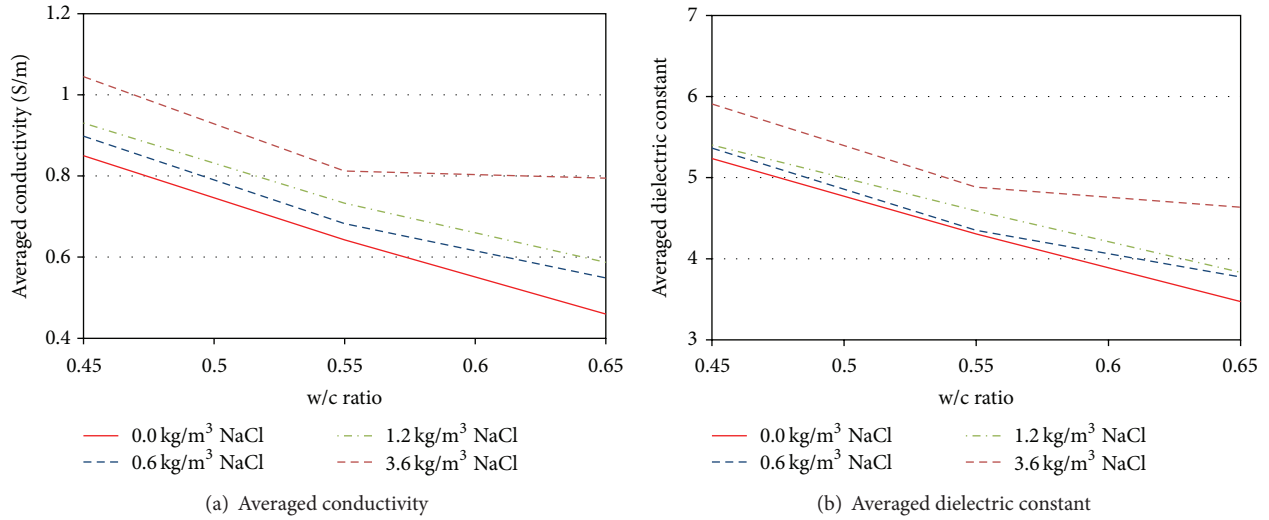 1.2
1
0.8
0.6
0.4
Averaged conductivity (S/m)
0.45
0.5
0.55
0.6
0.65
w/c ratio
0.0 kg/m³ NaCl
0.6 kg/m³ NaCl
1.2 kg/m³ NaCl
3.6 kg/m³ NaCl
(a) Averaged conductivity
7
6
5
4
3
Averaged dielectric constant
0.45
0.5
0.55
0.6
0.65
w/c ratio
0.0 kg/m³ NaCl
0.6 kg/m³ NaCl
1.2 kg/m³ NaCl
3.6 kg/m³ NaCl
(b) Averaged dielectric constant